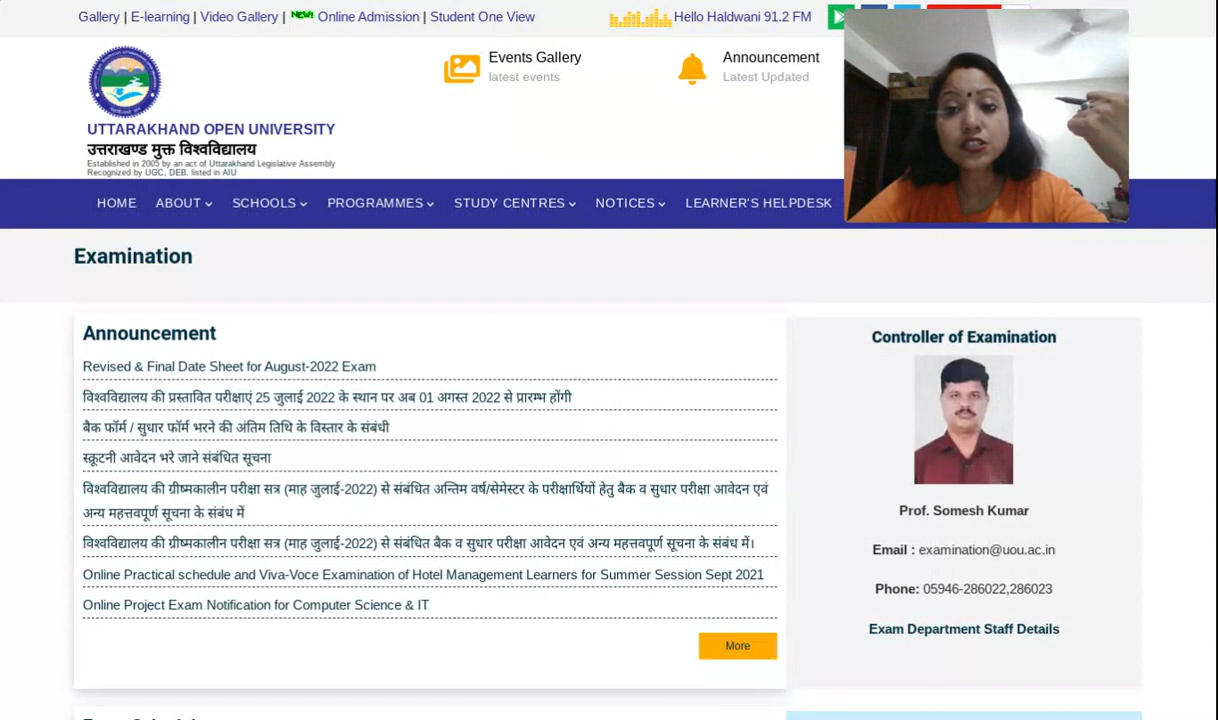 Gallery | E-learning | Video Gallery | NEW! Online Admission | Student One View
Hello Haldwani 91.2 FM
Events Gallery
latest events
Announcement
Latest Updated
UTTARAKHAND OPEN UNIVERSITY
उत्तराखण्ड मुक्त विश्वविद्यालय
Established in 2005 by an act of Uttarakhand Legislative Assembly
Recognized by UGC, DEB, listed in AIU
HOME ABOUT SCHOOLS PROGRAMMES STUDY CENTRES NOTICES LEARNER'S HELPDESK
Examination
Announcement
Revised & Final Date Sheet for August-2022 Exam
विश्वविद्यालय की प्रस्तावित परीक्षाएं 25 जुलाई 2022 के स्थान पर अब 01 अगस्त 2022 से प्रारम्भ होंगी
बैक फॉर्म / सुधार फॉर्म भरने की अंतिम तिथि के विस्तार के संबंधी
स्क्रूटनी आवेदन भरे जाने संबंधित सूचना
विश्वविद्यालय की ग्रीष्मकालीन परीक्षा सत्र (माह जुलाई-2022) से संबंधित अन्तिम वर्ष/सेमेस्टर के परीक्षार्थियों हेतु बैक व सुधार परीक्षा आवेदन एवं
अन्य महत्तवपूर्ण सूचना के संबंध में
विश्वविद्यालय की ग्रीष्मकालीन परीक्षा सत्र (माह जुलाई-2022) से संबंधित बैक व सुधार परीक्षा आवेदन एवं अन्य महत्तवपूर्ण सूचना के संबंध में।
Online Practical schedule and Viva-Voce Examination of Hotel Management Learners for Summer Session Sept 2021
Online Project Exam Notification for Computer Science & IT
More
Controller of Examination
Prof. Somesh Kumar
Email : examination@uou.ac.in
Phone: 05946-286022,286023
Exam Department Staff Details